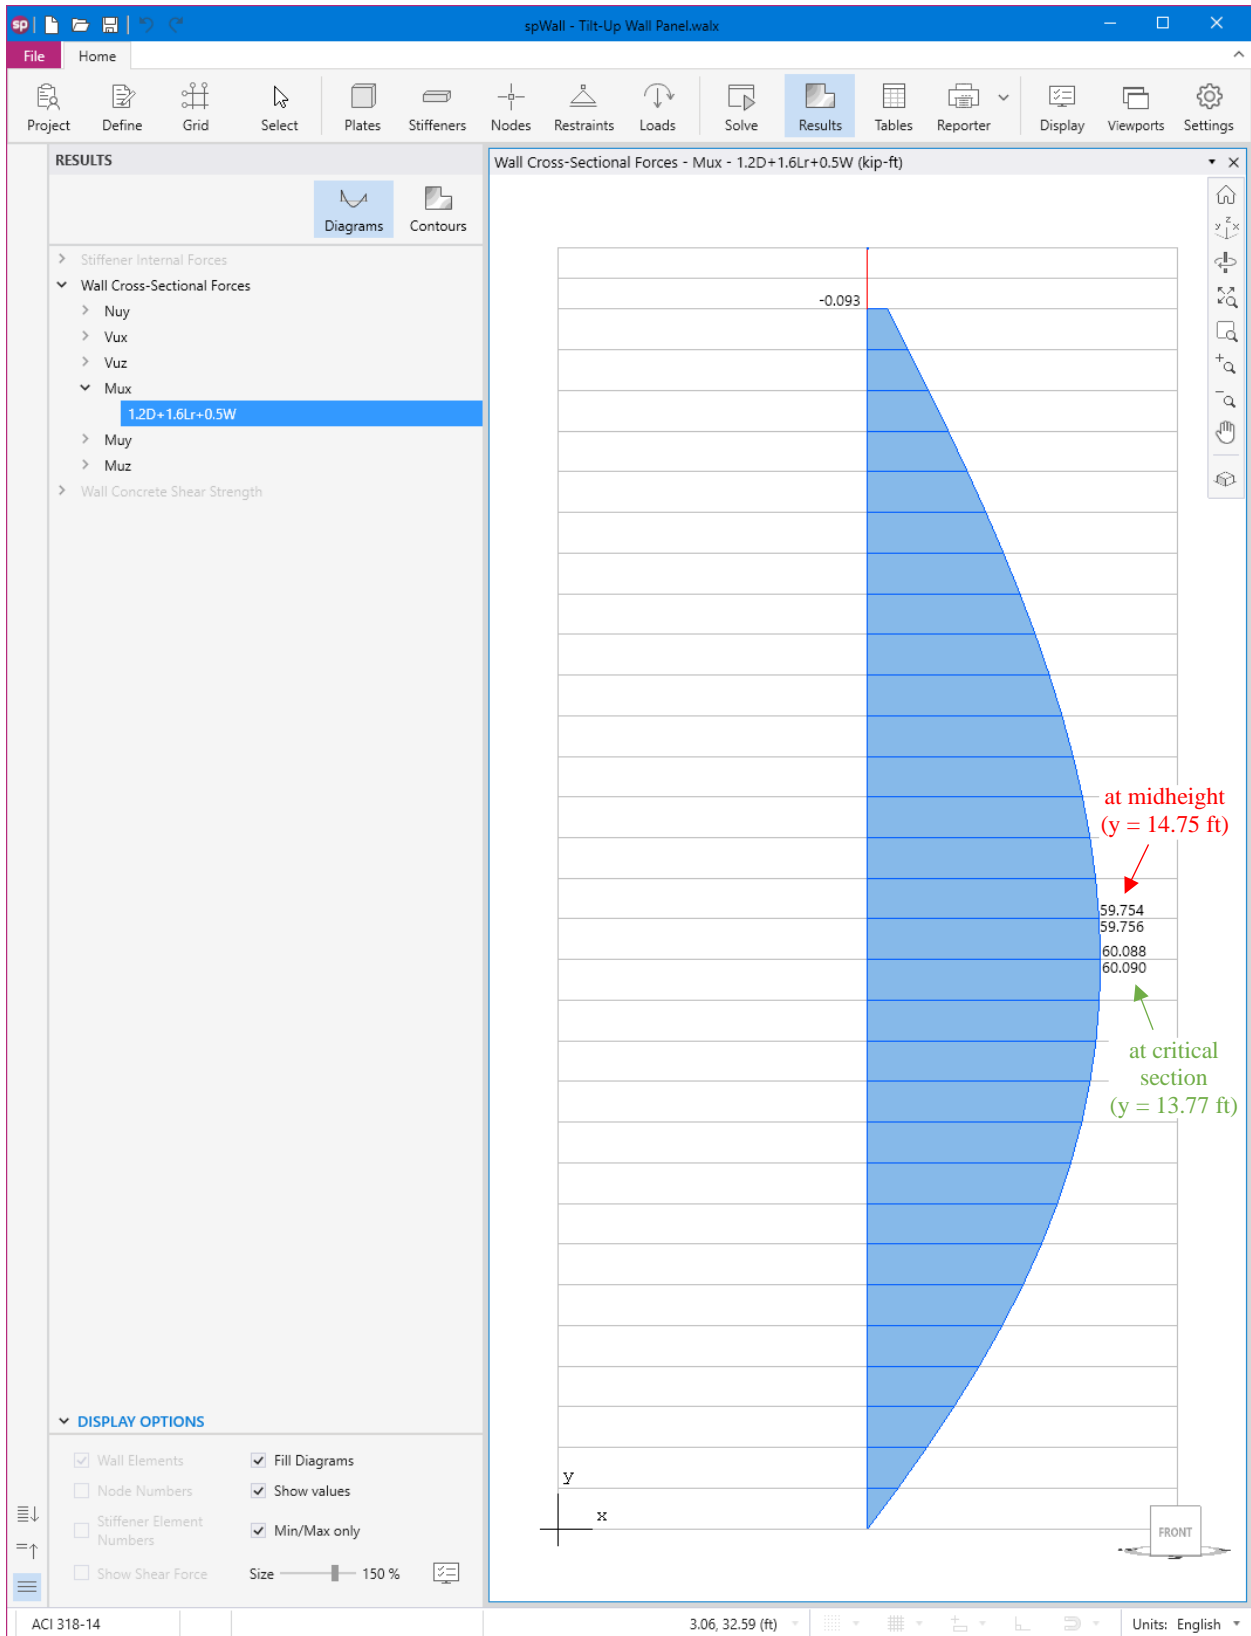 sp
spWall - Tilt-Up Wall Panel.walx
File Home
Project Define Grid Select Plates Stiffeners Nodes Restraints Loads Solve Results Tables Reporter Display Viewports Settings
RESULTS
Diagrams Contours
Stiffener Internal Forces
Wall Cross-Sectional Forces
Nuy
Vux
Vuz
Mux
1.2D+1.6Lr+0.5W
Muy
Muz
Wall Concrete Shear Strength
DISPLAY OPTIONS
Wall Elements Fill Diagrams
Node Numbers Show values
Stiffener Element
Numbers
Min/Max only
Show Shear Force Size 150 %
Wall Cross-Sectional Forces - Mux - 1.2D+1.6Lr+0.5W (kip-ft)
y z x
-0.093
at midheight
(y = 14.75 ft)
59.754
59.756
60.088
60.090
at critical
section
(y = 13.77 ft)
y
x
FRONT
ACI 318-14 3.06, 32.59 (ft) Units: English